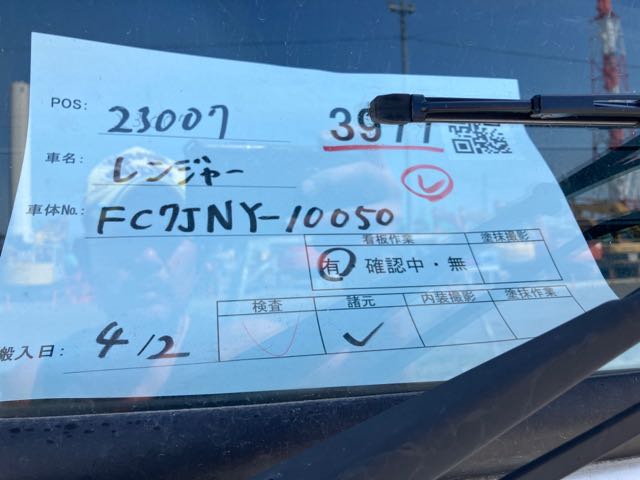 POS: 23007
車名: レンジャー
車体No.: FC7JNY-10050
看板作業 塗抹撮影
有・確認中・無
検査 諸元 内装撮影 塗抹作業
搬入日: 4/2